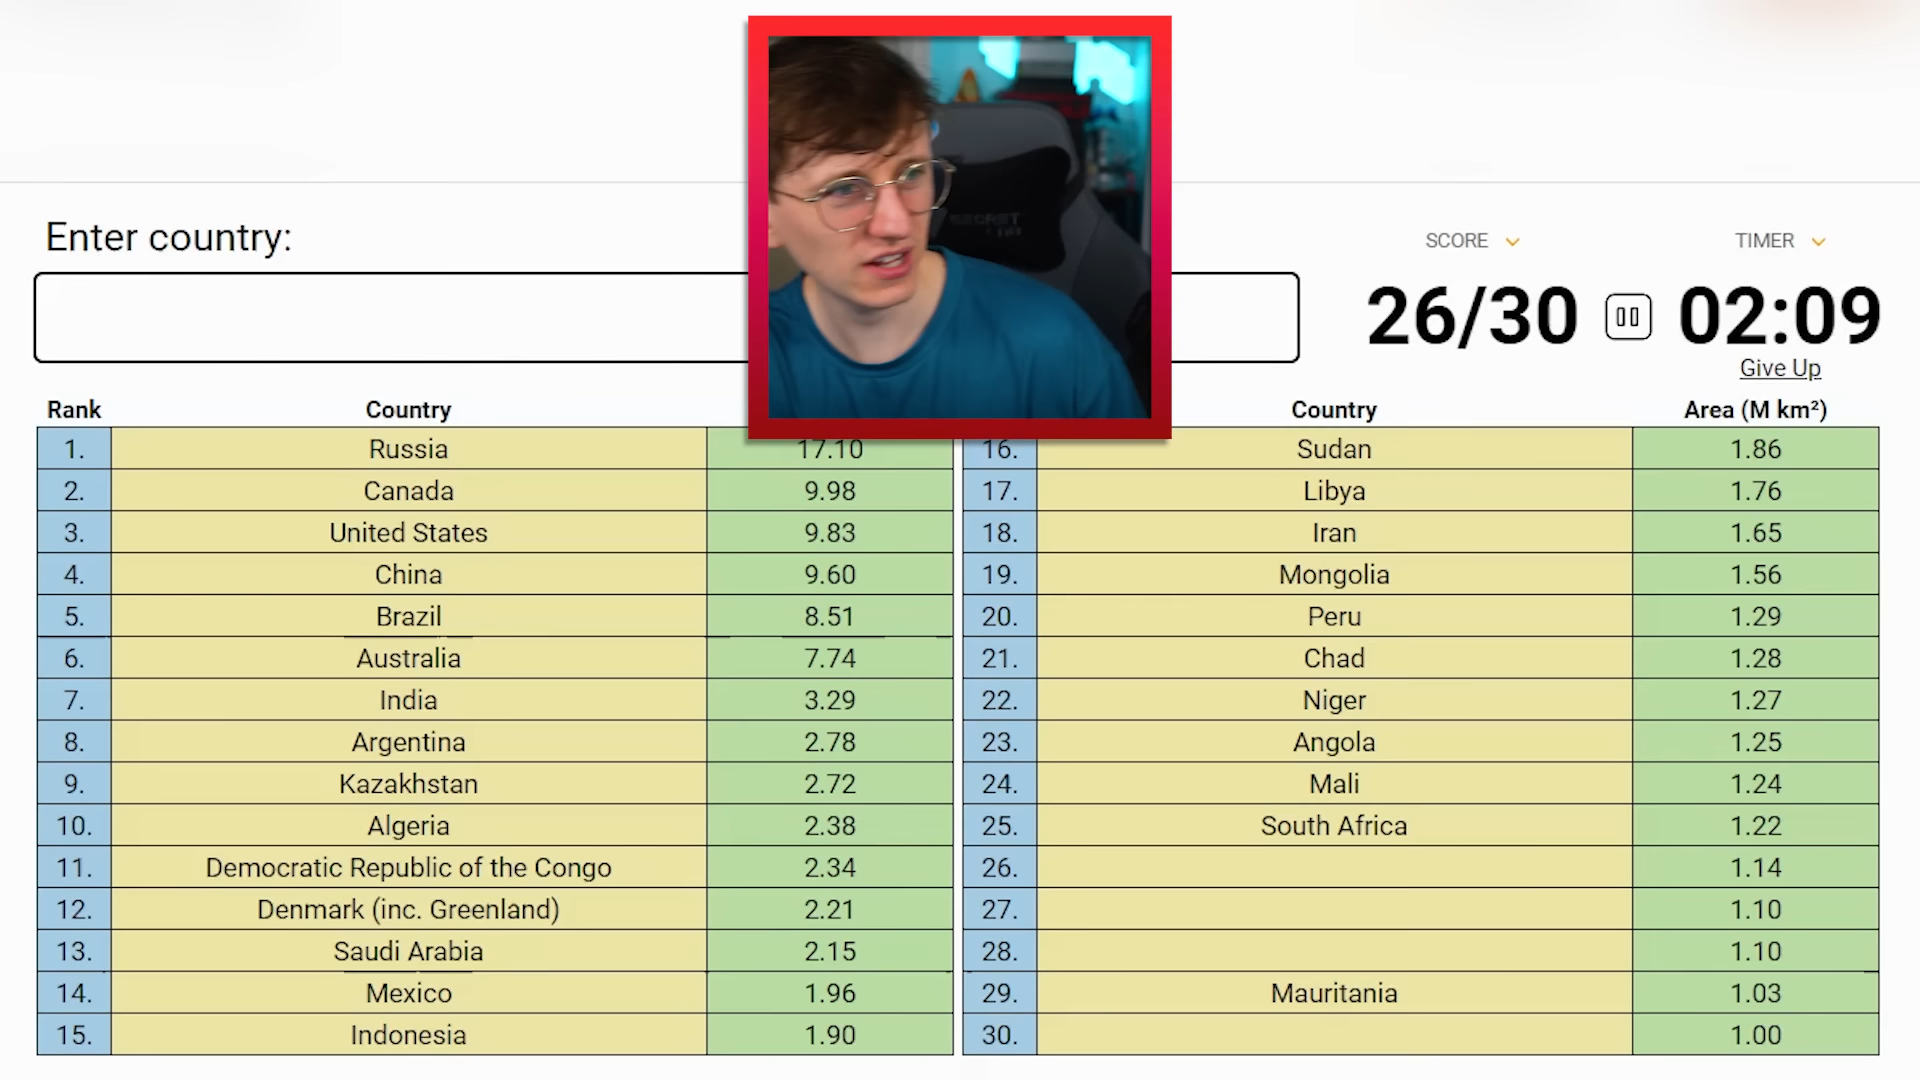 Enter country:
SCORE
TIMER
26/30
02:09
Give Up
Rank Country
Country Area (M km²)
1. Russia 17.10
2. Canada 9.98
3. United States 9.83
4. China 9.60
5. Brazil 8.51
6. Australia 7.74
7. India 3.29
8. Argentina 2.78
9. Kazakhstan 2.72
10. Algeria 2.38
11. Democratic Republic of the Congo 2.34
12. Denmark (inc. Greenland) 2.21
13. Saudi Arabia 2.15
14. Mexico 1.96
15. Indonesia 1.90
16. Sudan 1.86
17. Libya 1.76
18. Iran 1.65
19. Mongolia 1.56
20. Peru 1.29
21. Chad 1.28
22. Niger 1.27
23. Angola 1.25
24. Mali 1.24
25. South Africa 1.22
26. 1.14
27. 1.10
28. 1.10
29. Mauritania 1.03
30. 1.00